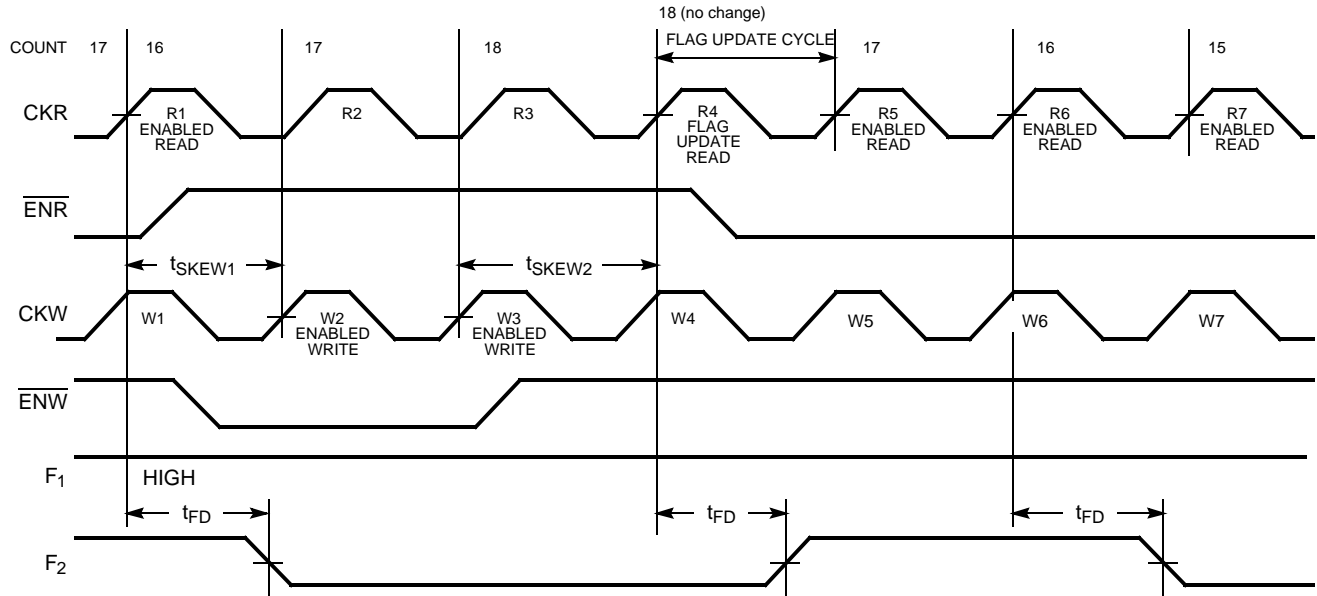 18 (no change)
COUNT 17 16 17 18 FLAG UPDATE CYCLE 17 16 15
CKR
R1
ENABLED
READ
R2
R3
R4
FLAG
UPDATE
READ
R5
ENABLED
READ
R6
ENABLED
READ
R7
ENABLED
READ
ENR
tSKEW1
tSKEW2
CKW
W1
W2
ENABLED
WRITE
W3
ENABLED
WRITE
W4
W5
W6
W7
ENW
F1
HIGH
tFD
tFD
tFD
F2